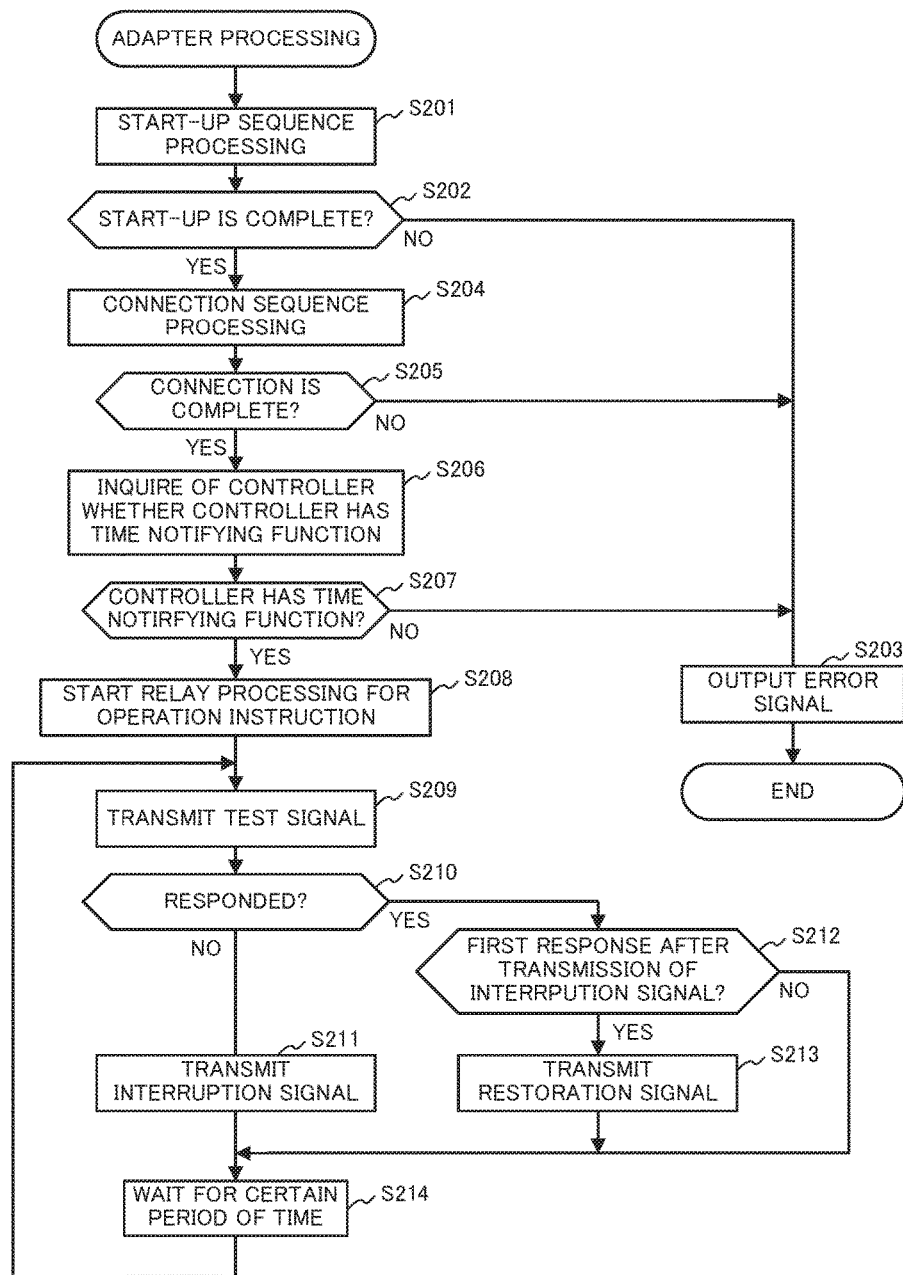 ADAPTER PROCESSING
S201
START-UP SEQUENCE
PROCESSING
S202
START-UP IS COMPLETE?
NO
YES
S204
CONNECTION SEQUENCE
PROCESSING
S205
CONNECTION IS
COMPLETE?
NO
YES
S206
INQUIRE OF CONTROLLER
WHETHER CONTROLLER HAS
TIME NOTIFYING FUNCTION
S207
CONTROLLER HAS TIME
NOTIRFYING FUNCTION?
NO
YES
S203
OUTPUT ERROR
SIGNAL
S208
START RELAY PROCESSING FOR
OPERATION INSTRUCTION
END
S209
TRANSMIT TEST SIGNAL
S210
RESPONDED?
YES
NO
S212
FIRST RESPONSE AFTER
TRANSMISSION OF
INTERRPUTION SIGNAL?
NO
YES
S211
TRANSMIT
INTERRUPTION SIGNAL
S213
TRANSMIT
RESTORATION SIGNAL
S214
WAIT FOR CERTAIN
PERIOD OF TIME